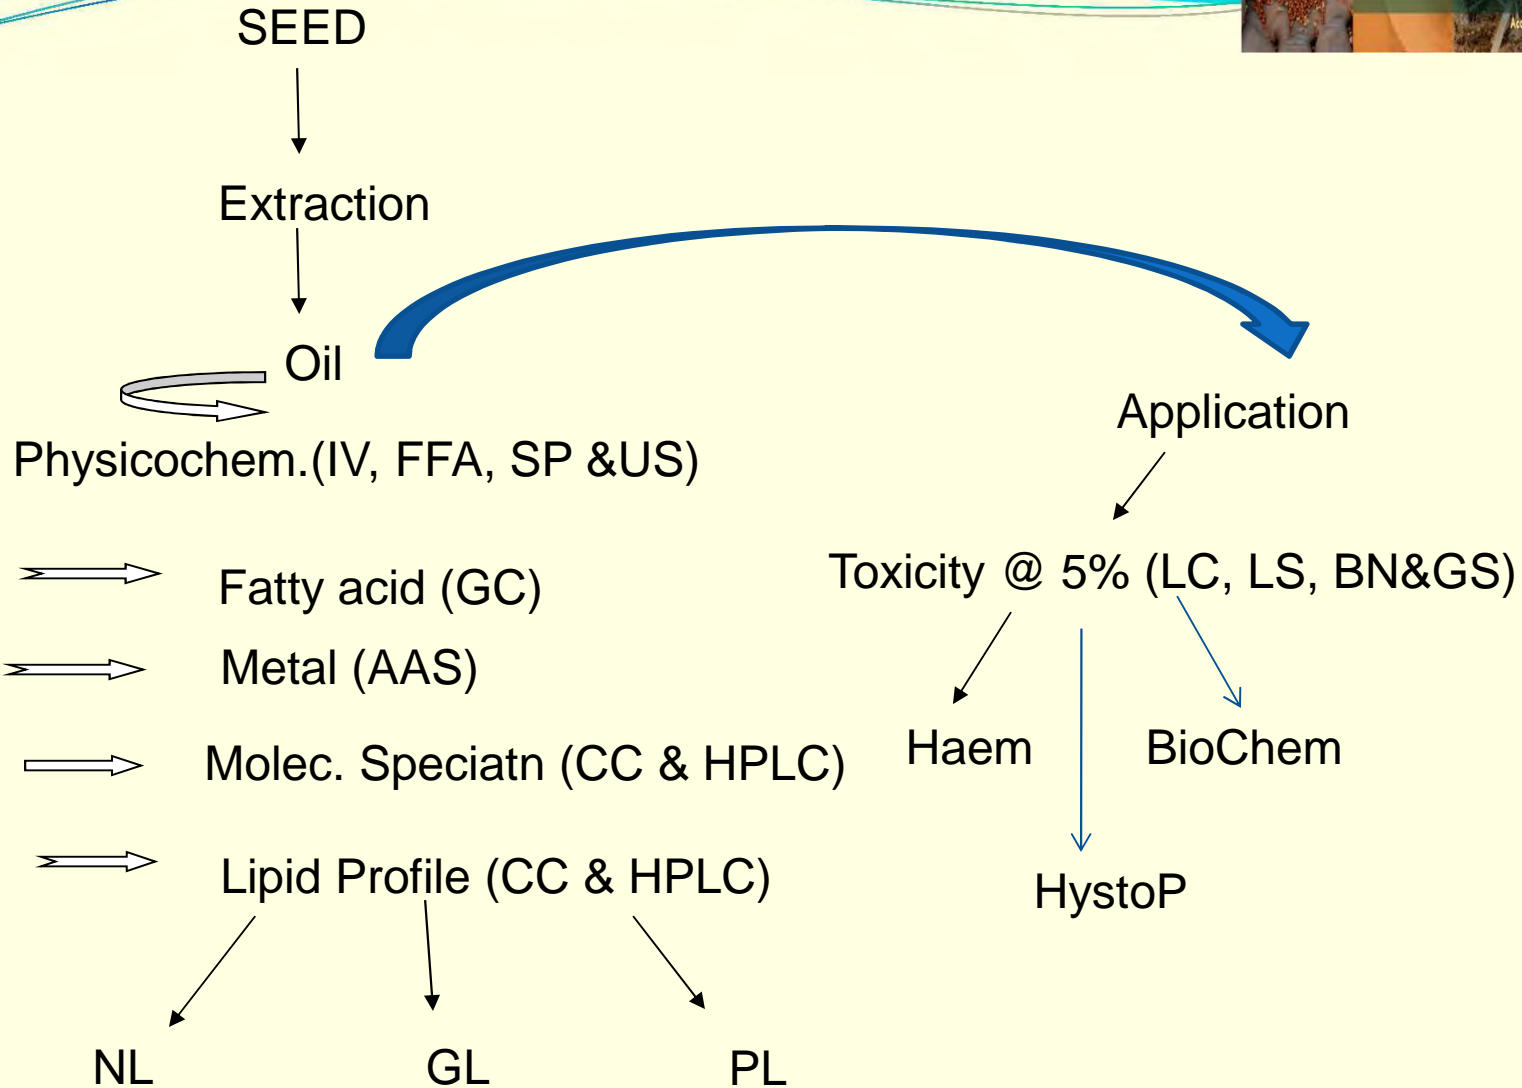 SEED
Extraction
Oil
Physicochem.(IV, FFA, SP &US)
Fatty acid (GC)
Metal (AAS)
Molec. Speciatn (CC & HPLC)
Lipid Profile (CC & HPLC)
NL
GL
PL
Application
Toxicity @ 5% (LC, LS, BN&GS)
Haem
BioChem
HystoP